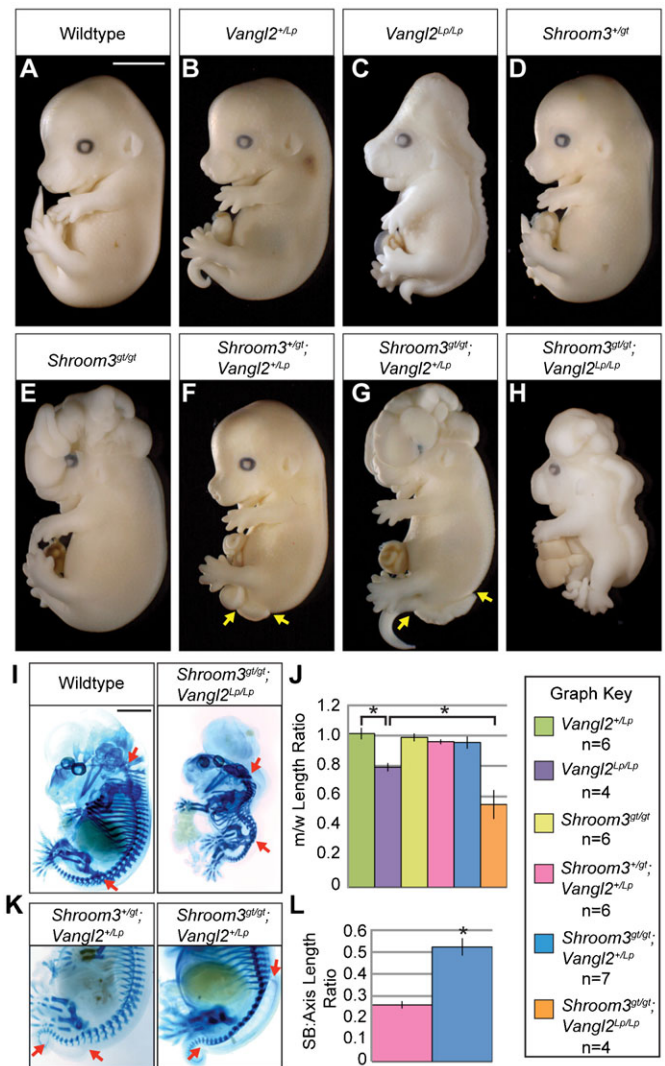 Wildtype
Vangl2+/Lp
Vangl2Lp/Lp
Shroom3+/gt
A
B
C
D
Shroom3gt/gt
Shroom3+/gt;
Vangl2+/Lp
Shroom3gt/gt;
Vangl2+/Lp
Shroom3gt/gt;
Vangl2Lp/Lp
E
F
G
H
I
Wildtype
Shroom3gt/gt;
Vangl2Lp/Lp
J
m/w Length Ratio
1.2
1.0
0.8
0.6
0.4
0.2
0
*
*
K
Shroom3+/gt;
Vangl2+/Lp
Shroom3gt/gt;
Vangl2+/Lp
L
SB:Axis Length
Ratio
0.6
0.5
0.4
0.3
0.2
0.1
0
*
Graph Key
Vangl2+/Lp
n=6
Vangl2Lp/Lp
n=4
Shroom3gt/gt
n=6
Shroom3+/gt;
Vangl2+/Lp
n=6
Shroom3gt/gt;
Vangl2+/Lp
n=7
Shroom3gt/gt;
Vangl2Lp/Lp
n=4